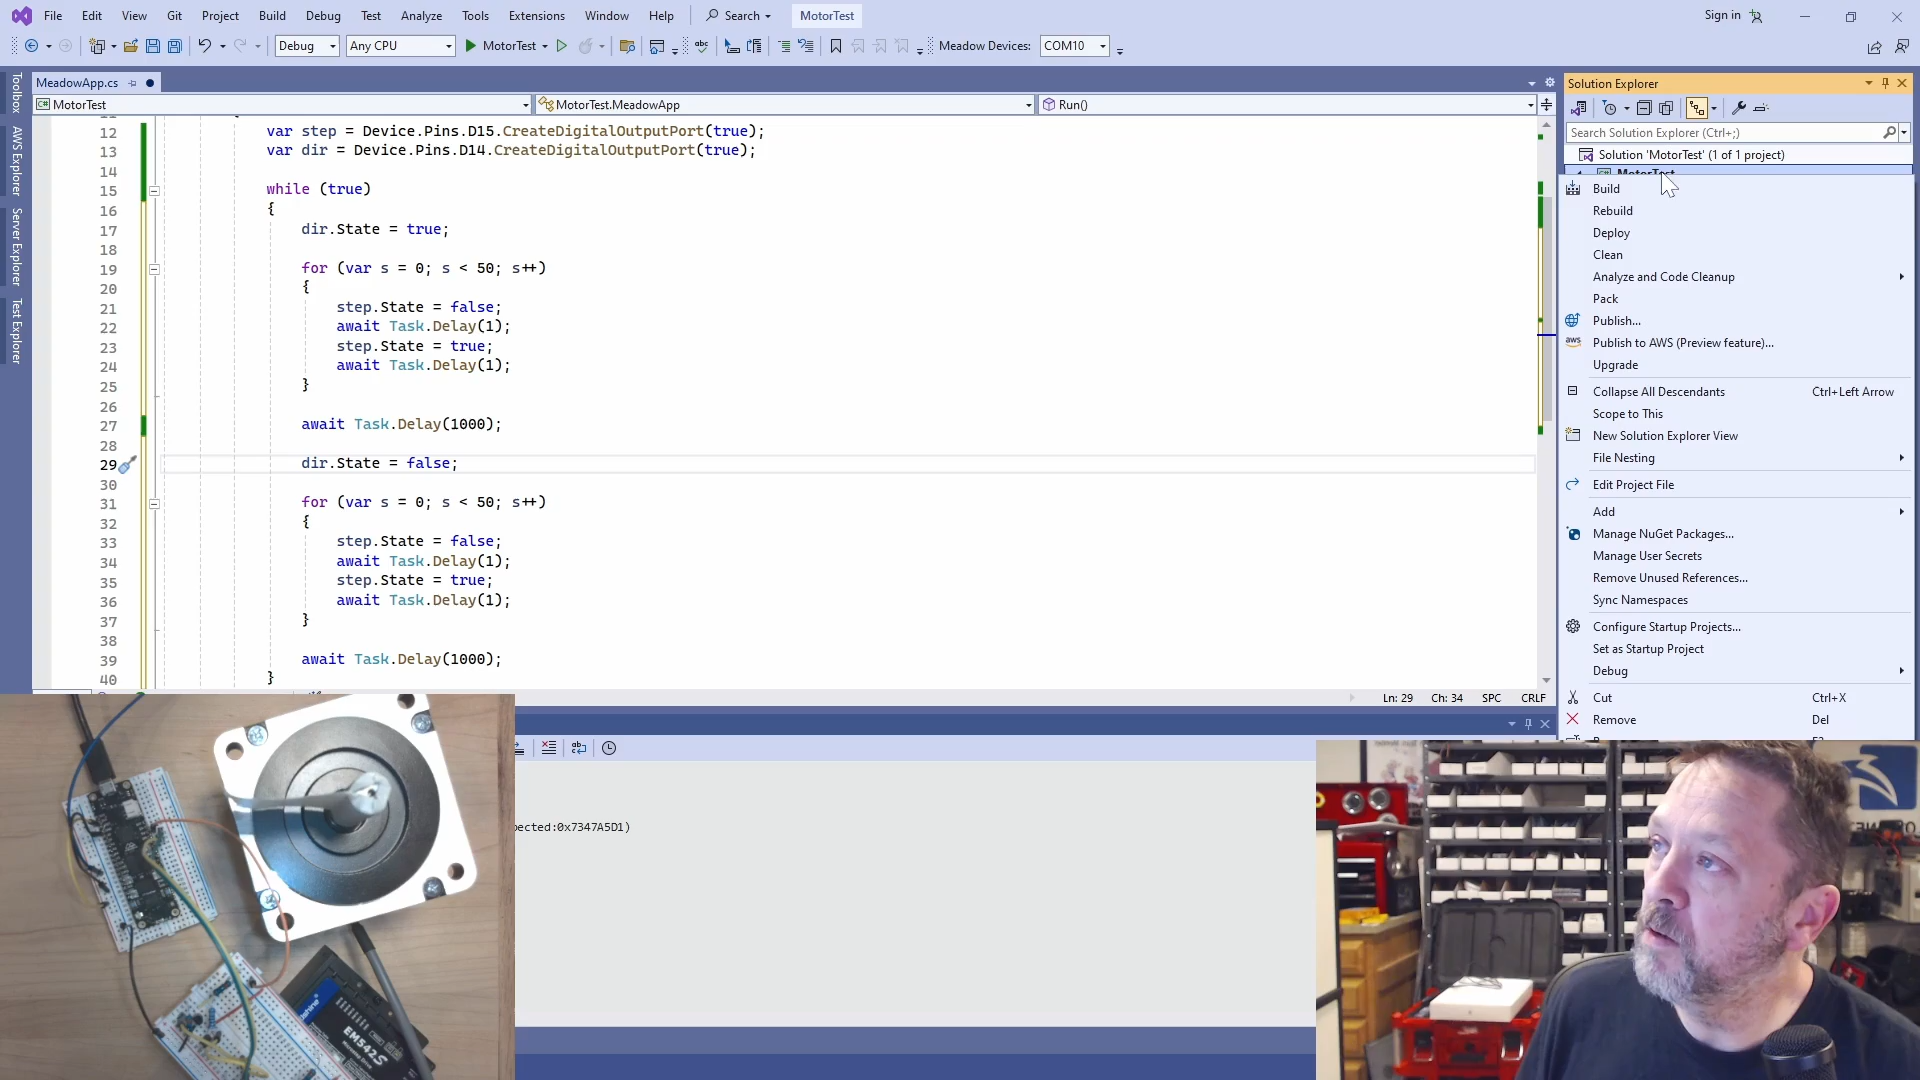 File Edit View Git Project Build Debug Test Analyze Tools Extensions Window Help Search MotorTest Sign in
Debug Any CPU MotorTest Meadow Devices: COM10
MeadowApp.cs
MotorTest MotorTest.MeadowApp Run()
Toolbox
AWS Explorer
Server Explorer
Test Explorer
12 var step = Device.Pins.D15.CreateDigitalOutputPort(true);
13 var dir = Device.Pins.D14.CreateDigitalOutputPort(true);
14
15 while (true)
16 {
17 dir.State = true;
18
19 for (var s = 0; s < 50; s++)
20 {
21 step.State = false;
22 await Task.Delay(1);
23 step.State = true;
24 await Task.Delay(1);
25 }
26
27 await Task.Delay(1000);
28
29 dir.State = false;
30
31 for (var s = 0; s < 50; s++)
32 {
33 step.State = false;
34 await Task.Delay(1);
35 step.State = true;
36 await Task.Delay(1);
37 }
38
39 await Task.Delay(1000);
40 }
Ln: 29 Ch: 34 SPC CRLF
pected:0x7347A5D1)
Solution Explorer
Search Solution Explorer (Ctrl+;)
Solution 'MotorTest' (1 of 1 project)
MotorTest
Build
Rebuild
Deploy
Clean
Analyze and Code Cleanup
Pack
Publish...
Publish to AWS (Preview feature)...
Upgrade
Collapse All Descendants Ctrl+Left Arrow
Scope to This
New Solution Explorer View
File Nesting
Edit Project File
Add
Manage NuGet Packages...
Manage User Secrets
Remove Unused References...
Sync Namespaces
Configure Startup Projects...
Set as Startup Project
Debug
Cut Ctrl+X
Remove Del
EM542S